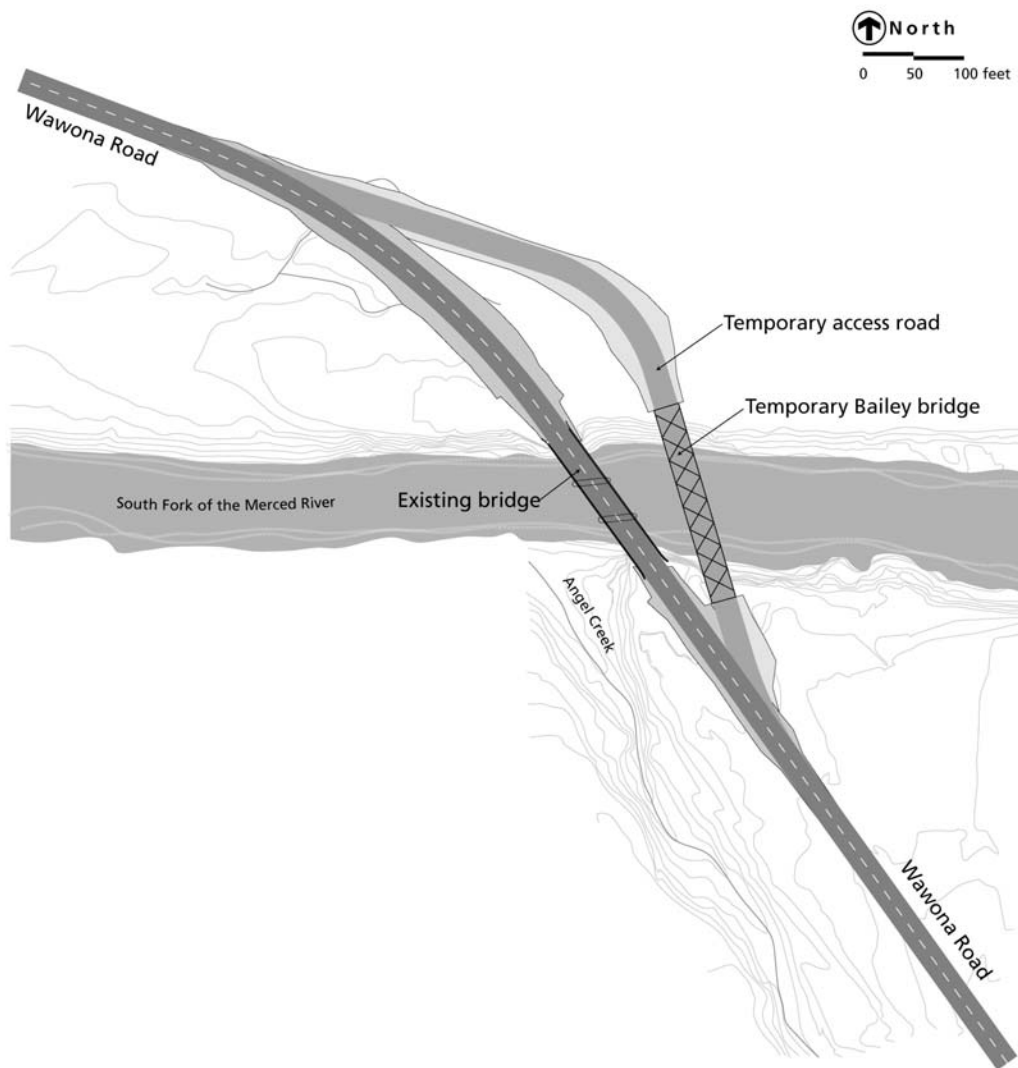 North
0 50 100 feet
Wawona Road
Temporary access road
Temporary Bailey bridge
Existing bridge
South Fork of the Merced River
Angel Creek
Wawona Road